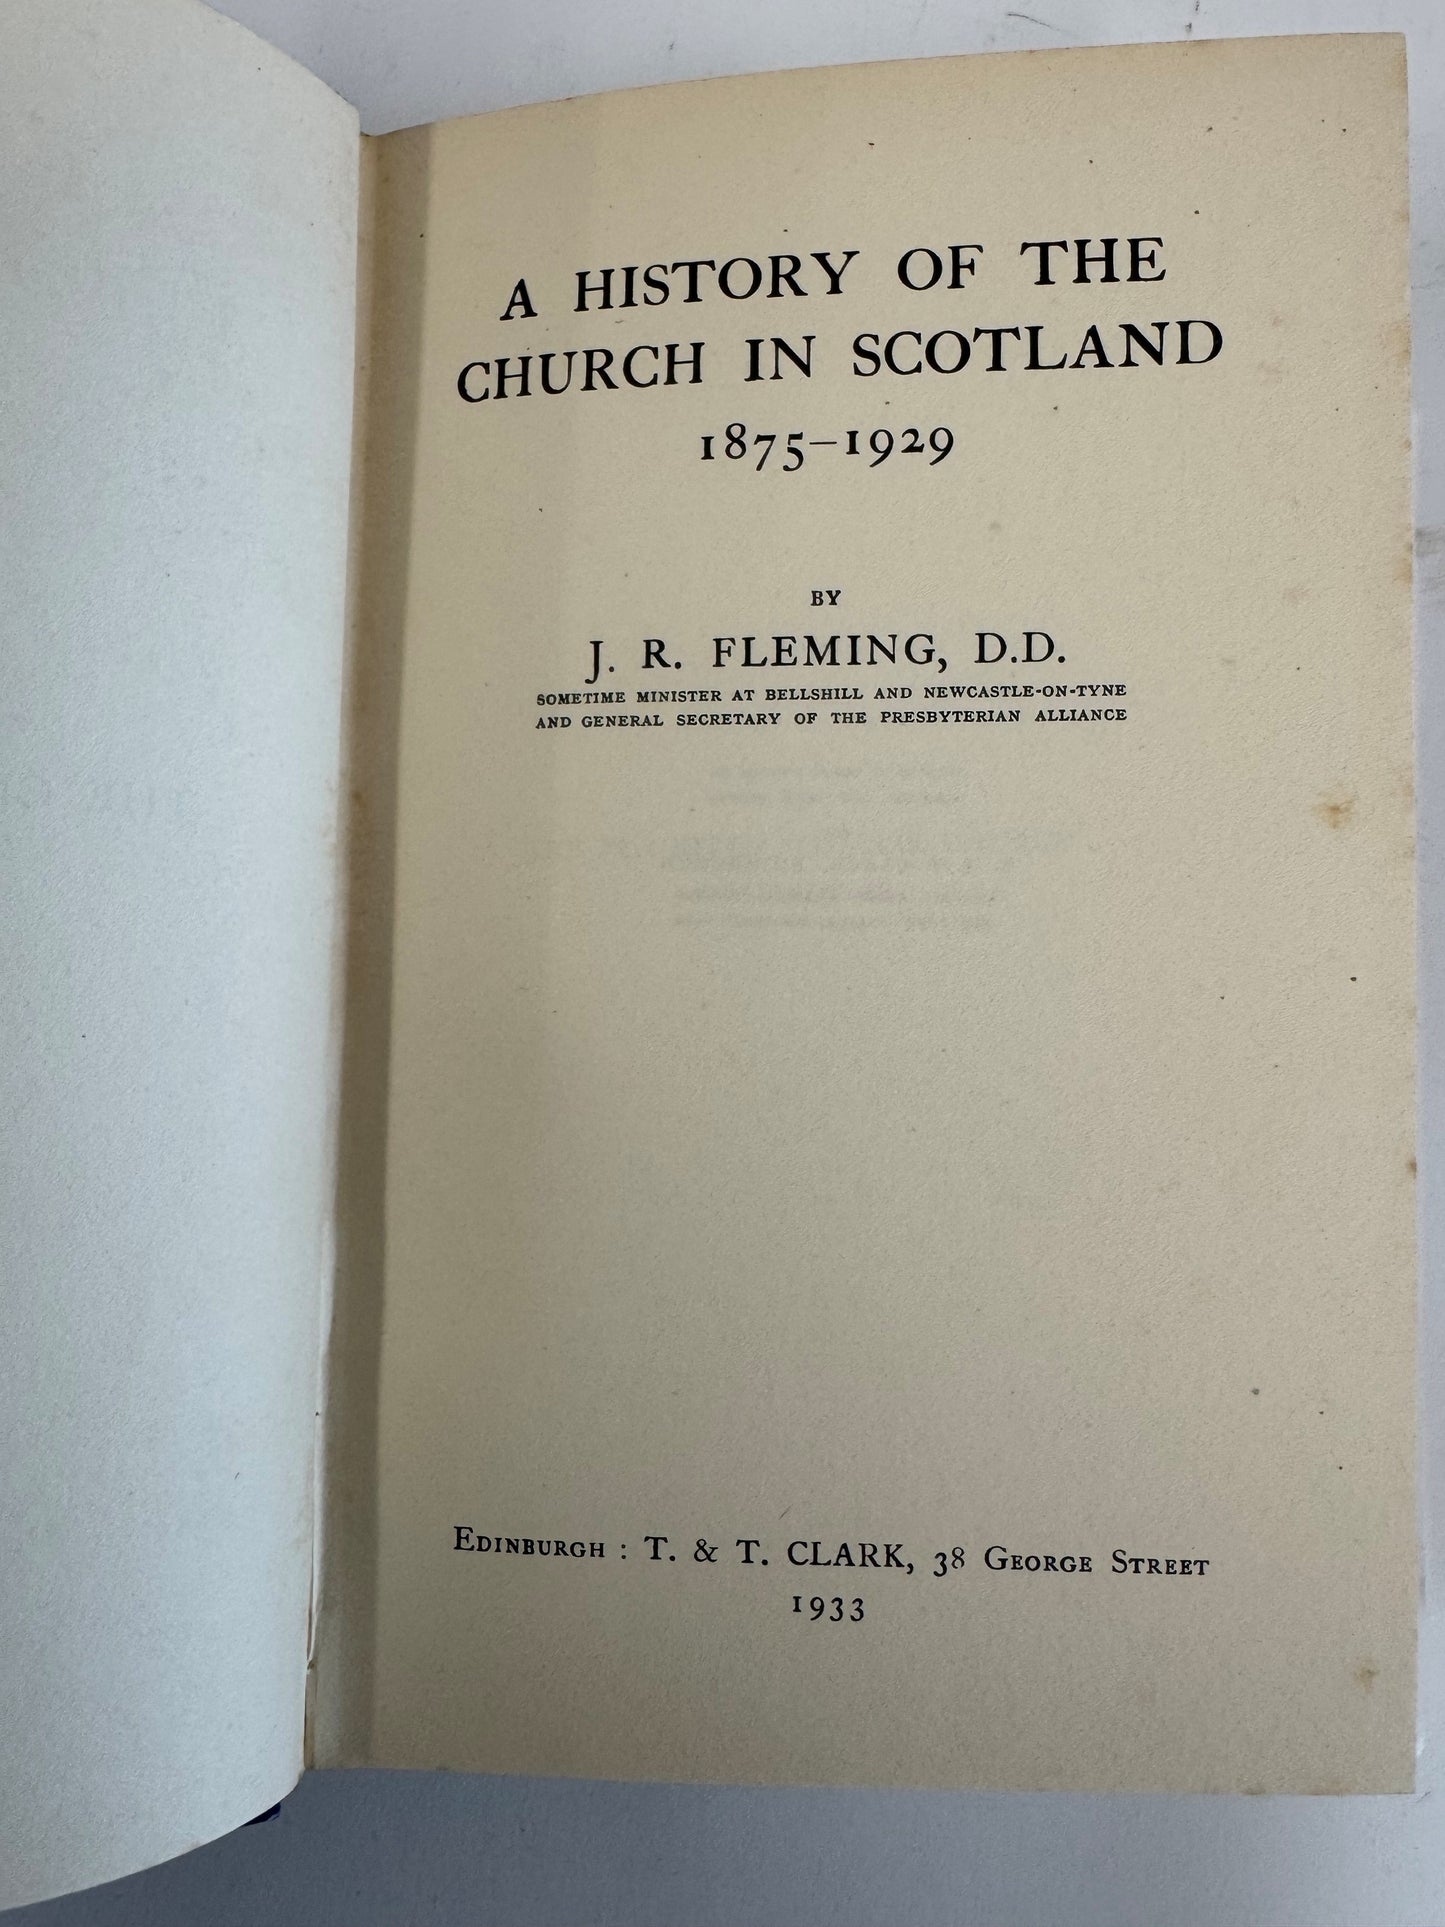 A HISTORY OF THE
CHURCH IN SCOTLAND
1875–1929
BY
J. R. FLEMING, D.D.
SOMETIME MINISTER AT BELLSHILL AND NEWCASTLE-ON-TYNE
AND GENERAL SECRETARY OF THE PRESBYTERIAN ALLIANCE
EDINBURGH : T. & T. CLARK, 38 GEORGE STREET
1933